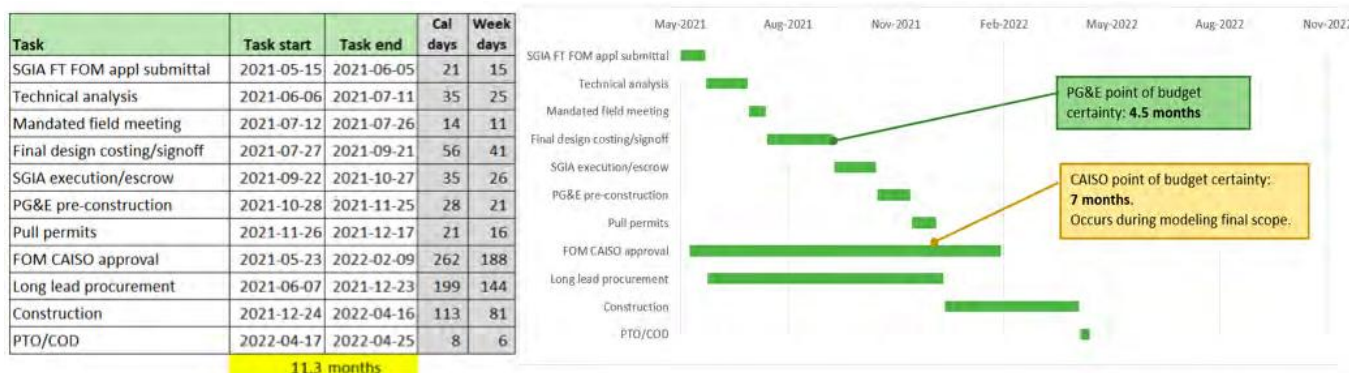 Task Task start Task end Cal days Week days
SGIA FT FOM appl submittal 2021-05-15 2021-06-05 21 15
Technical analysis 2021-06-06 2021-07-11 35 25
Mandated field meeting 2021-07-12 2021-07-26 14 11
Final design costing/signoff 2021-07-27 2021-09-21 56 41
SGIA execution/escrow 2021-09-22 2021-10-27 35 26
PG&E pre-construction 2021-10-28 2021-11-25 28 21
Pull permits 2021-11-26 2021-12-17 21 16
FOM CAISO approval 2021-05-23 2022-02-09 262 188
Long lead procurement 2021-06-07 2021-12-23 199 144
Construction 2021-12-24 2022-04-16 113 81
PTO/COD 2022-04-17 2022-04-25 8 6
11.3 months
May-2021 Aug-2021 Nov-2021 Feb-2022 May-2022 Aug-2022 Nov-2022
SGIA FT FOM appl submittal
Technical analysis
Mandated field meeting
Final design costing/signoff
SGIA execution/escrow
PG&E pre-construction
Pull permits
FOM CAISO approval
Long lead procurement
Construction
PTO/COD
PG&E point of budget
certainty: 4.5 months
CAISO point of budget certainty:
7 months.
Occurs during modeling final scope.